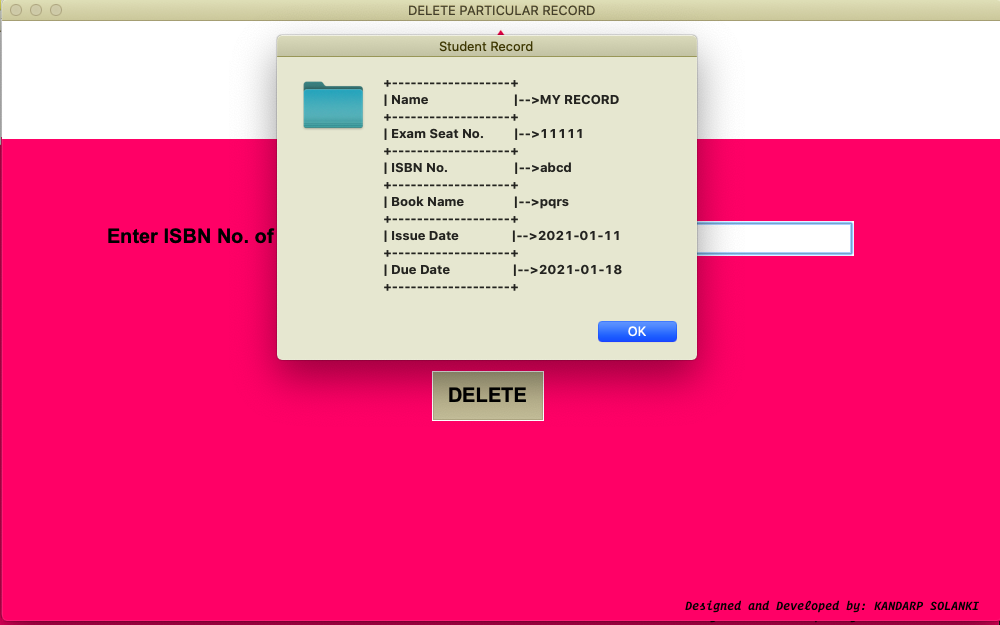 DELETE PARTICULAR RECORD
Student Record
+-------------------+
| Name |-->MY RECORD
+-------------------+
| Exam Seat No. |-->11111
+-------------------+
| ISBN No. |-->abcd
+-------------------+
| Book Name |-->pqrs
+-------------------+
| Issue Date |-->2021-01-11
+-------------------+
| Due Date |-->2021-01-18
+-------------------+
OK
Enter ISBN No. of
DELETE
Designed and Developed by: KANDARP SOLANKI